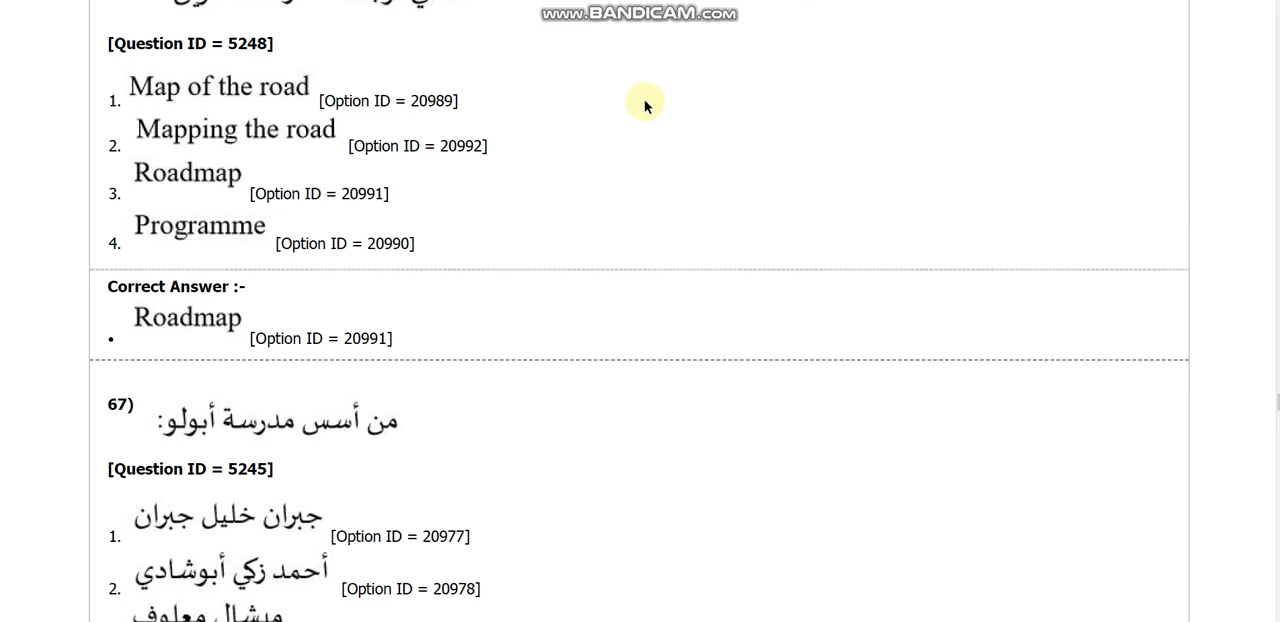 www.BANDICAM.com
[Question ID = 5248]
1. Map of the road [Option ID = 20989]
2. Mapping the road [Option ID = 20992]
3. Roadmap [Option ID = 20991]
4. Programme [Option ID = 20990]
Correct Answer :-
• Roadmap [Option ID = 20991]
67) من أسس مدرسة أبولو:
[Question ID = 5245]
1. جبران خليل جبران [Option ID = 20977]
2. أحمد زكي أبوشادي [Option ID = 20978]
ميشال معلوف